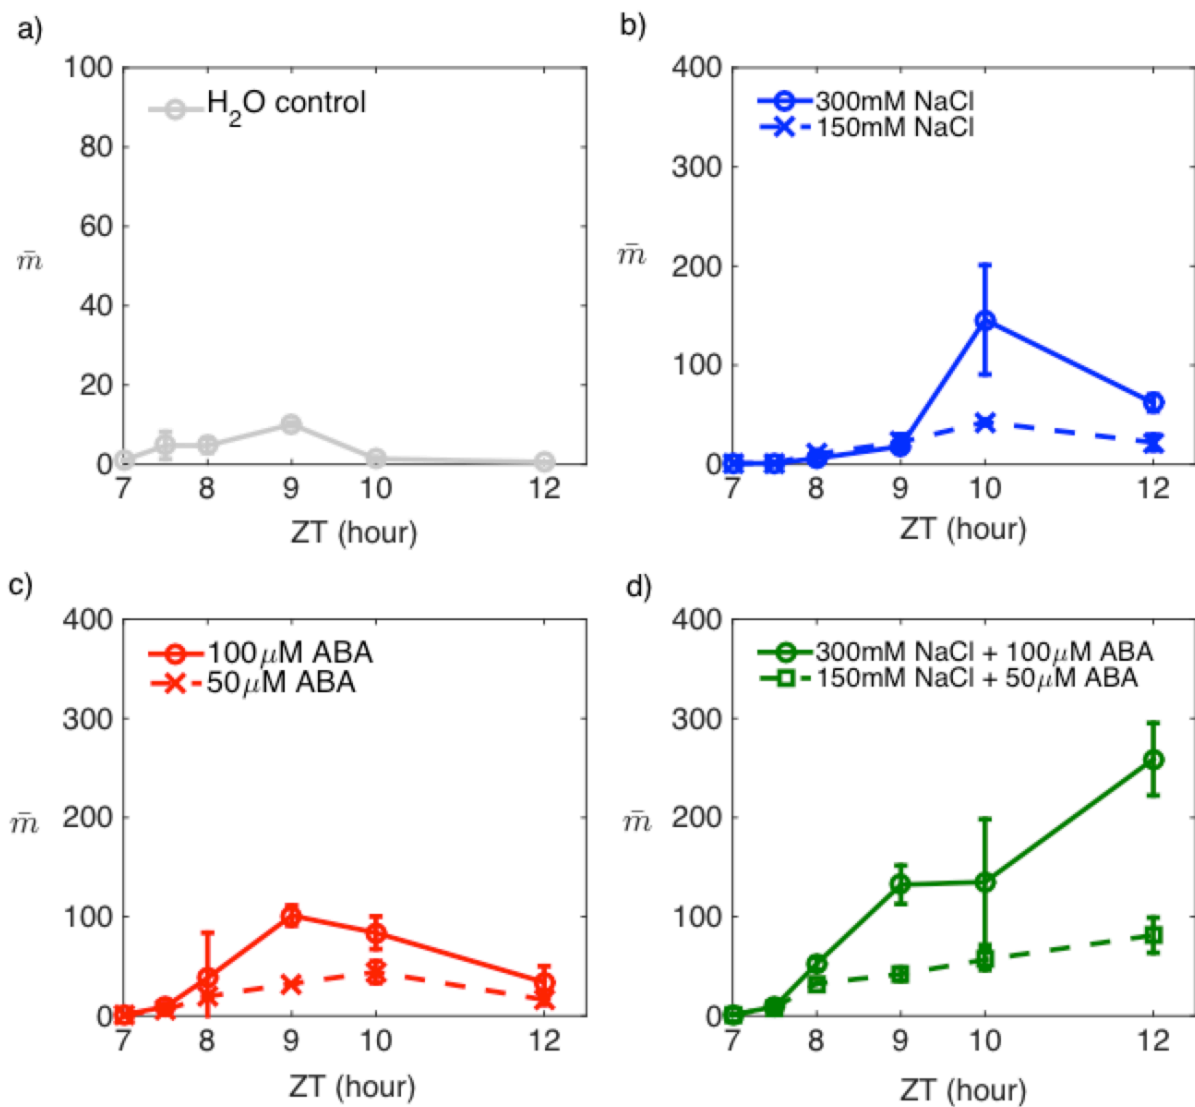 a)
100
80
60
40
20
0
m̄
H2O control
7 8 9 10 12
ZT (hour)
b)
400
300
200
100
0
m̄
300mM NaCl
150mM NaCl
7 8 9 10 12
ZT (hour)
c)
400
300
200
100
0
m̄
100μM ABA
50μM ABA
7 8 9 10 12
ZT (hour)
d)
400
300
200
100
0
m̄
300mM NaCl + 100μM ABA
150mM NaCl + 50μM ABA
7 8 9 10 12
ZT (hour)